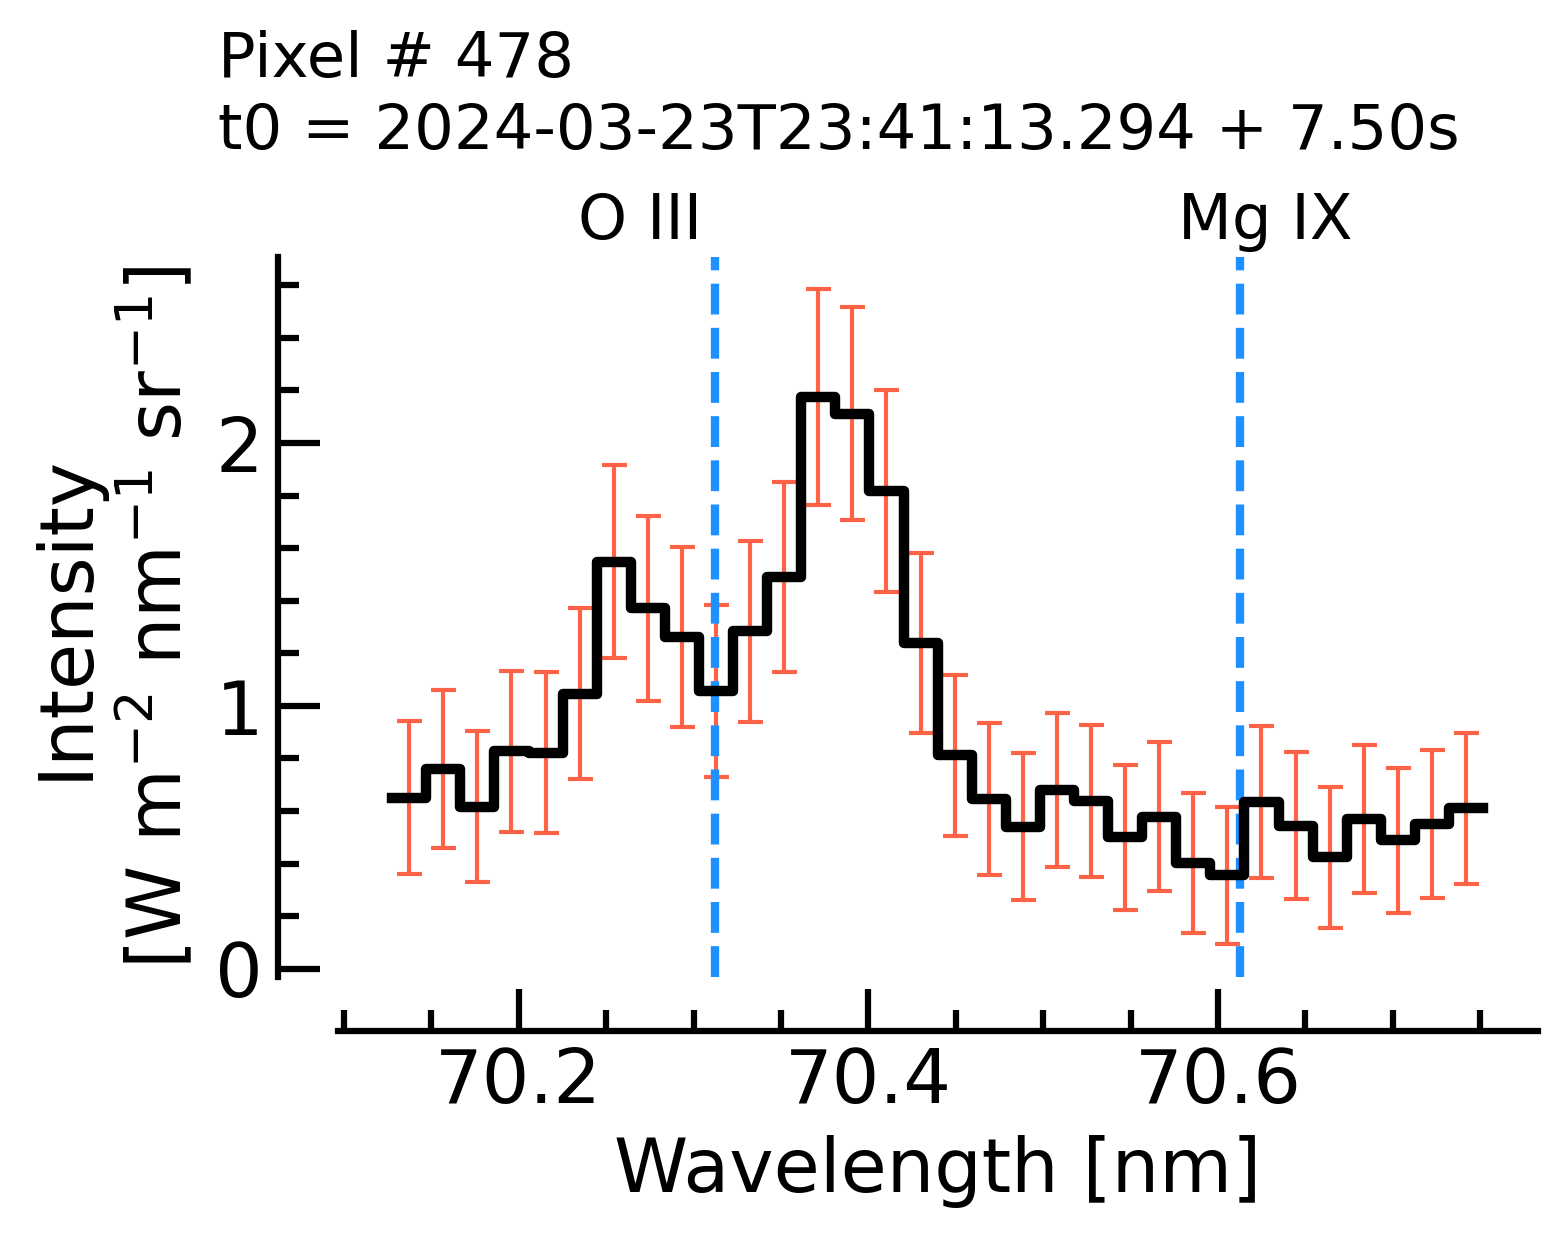 Pixel # 478
t0 = 2024-03-23T23:41:13.294 + 7.50s
O III
Mg IX
Intensity
[W m⁻² nm⁻¹ sr⁻¹]
2
1
0
70.2
70.4
70.6
Wavelength [nm]